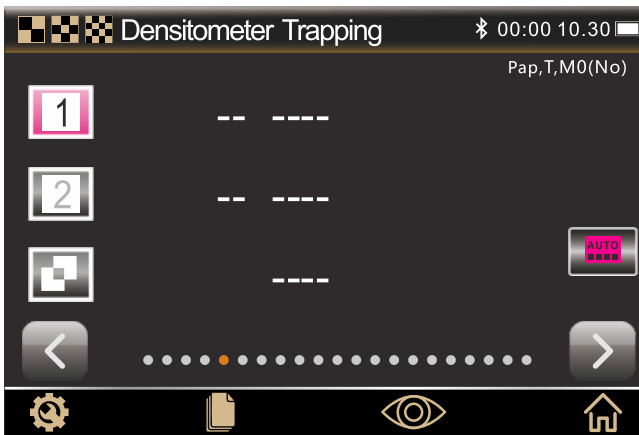 Densitometer Trapping 00:00 10.30
Pap,T,M0(No)
1 -- ----
2 -- ----
AUTO
----